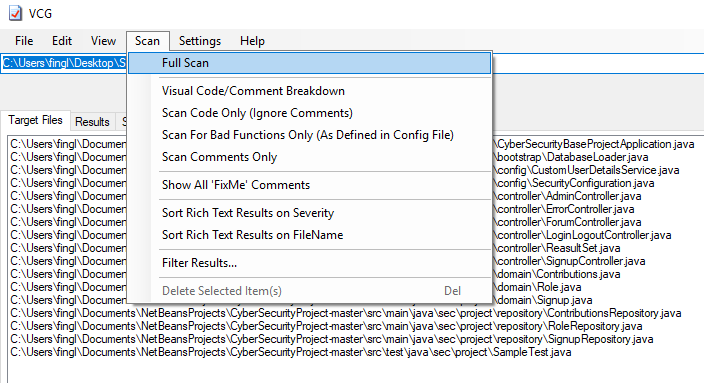 VCG
File Edit View Scan Settings Help
C:\Users\fingl\Desktop\S
Full Scan
Visual Code/Comment Breakdown
Scan Code Only (Ignore Comments)
Scan For Bad Functions Only (As Defined in Config File)
Scan Comments Only
Show All 'FixMe' Comments
Sort Rich Text Results on Severity
Sort Rich Text Results on FileName
Filter Results...
Delete Selected Item(s) Del
Target Files Results S
C:\Users\fingl\Documents \CyberSecurityBaseProjectApplication.java
C:\Users\fingl\Documents \bootstrap\DatabaseLoader.java
C:\Users\fingl\Documents \config\CustomUserDetailsService.java
C:\Users\fingl\Documents \config\SecurityConfiguration.java
C:\Users\fingl\Documents \controller\AdminController.java
C:\Users\fingl\Documents \controller\ErrorController.java
C:\Users\fingl\Documents \controller\ForumController.java
C:\Users\fingl\Documents \controller\LoginLogoutController.java
C:\Users\fingl\Documents \controller\ReasultSet.java
C:\Users\fingl\Documents \controller\SignupController.java
C:\Users\fingl\Documents \domain\Contributions.java
C:\Users\fingl\Documents \domain\Role.java
C:\Users\fingl\Documents \domain\Signup.java
C:\Users\fingl\Documents\NetBeansProjects\CyberSecurityProject-master\src\main\java\sec\project\repository\ContributionsRepository.java
C:\Users\fingl\Documents\NetBeansProjects\CyberSecurityProject-master\src\main\java\sec\project\repository\RoleRepository.java
C:\Users\fingl\Documents\NetBeansProjects\CyberSecurityProject-master\src\main\java\sec\project\repository\SignupRepository.java
C:\Users\fingl\Documents\NetBeansProjects\CyberSecurityProject-master\src\test\java\sec\project\SampleTest.java